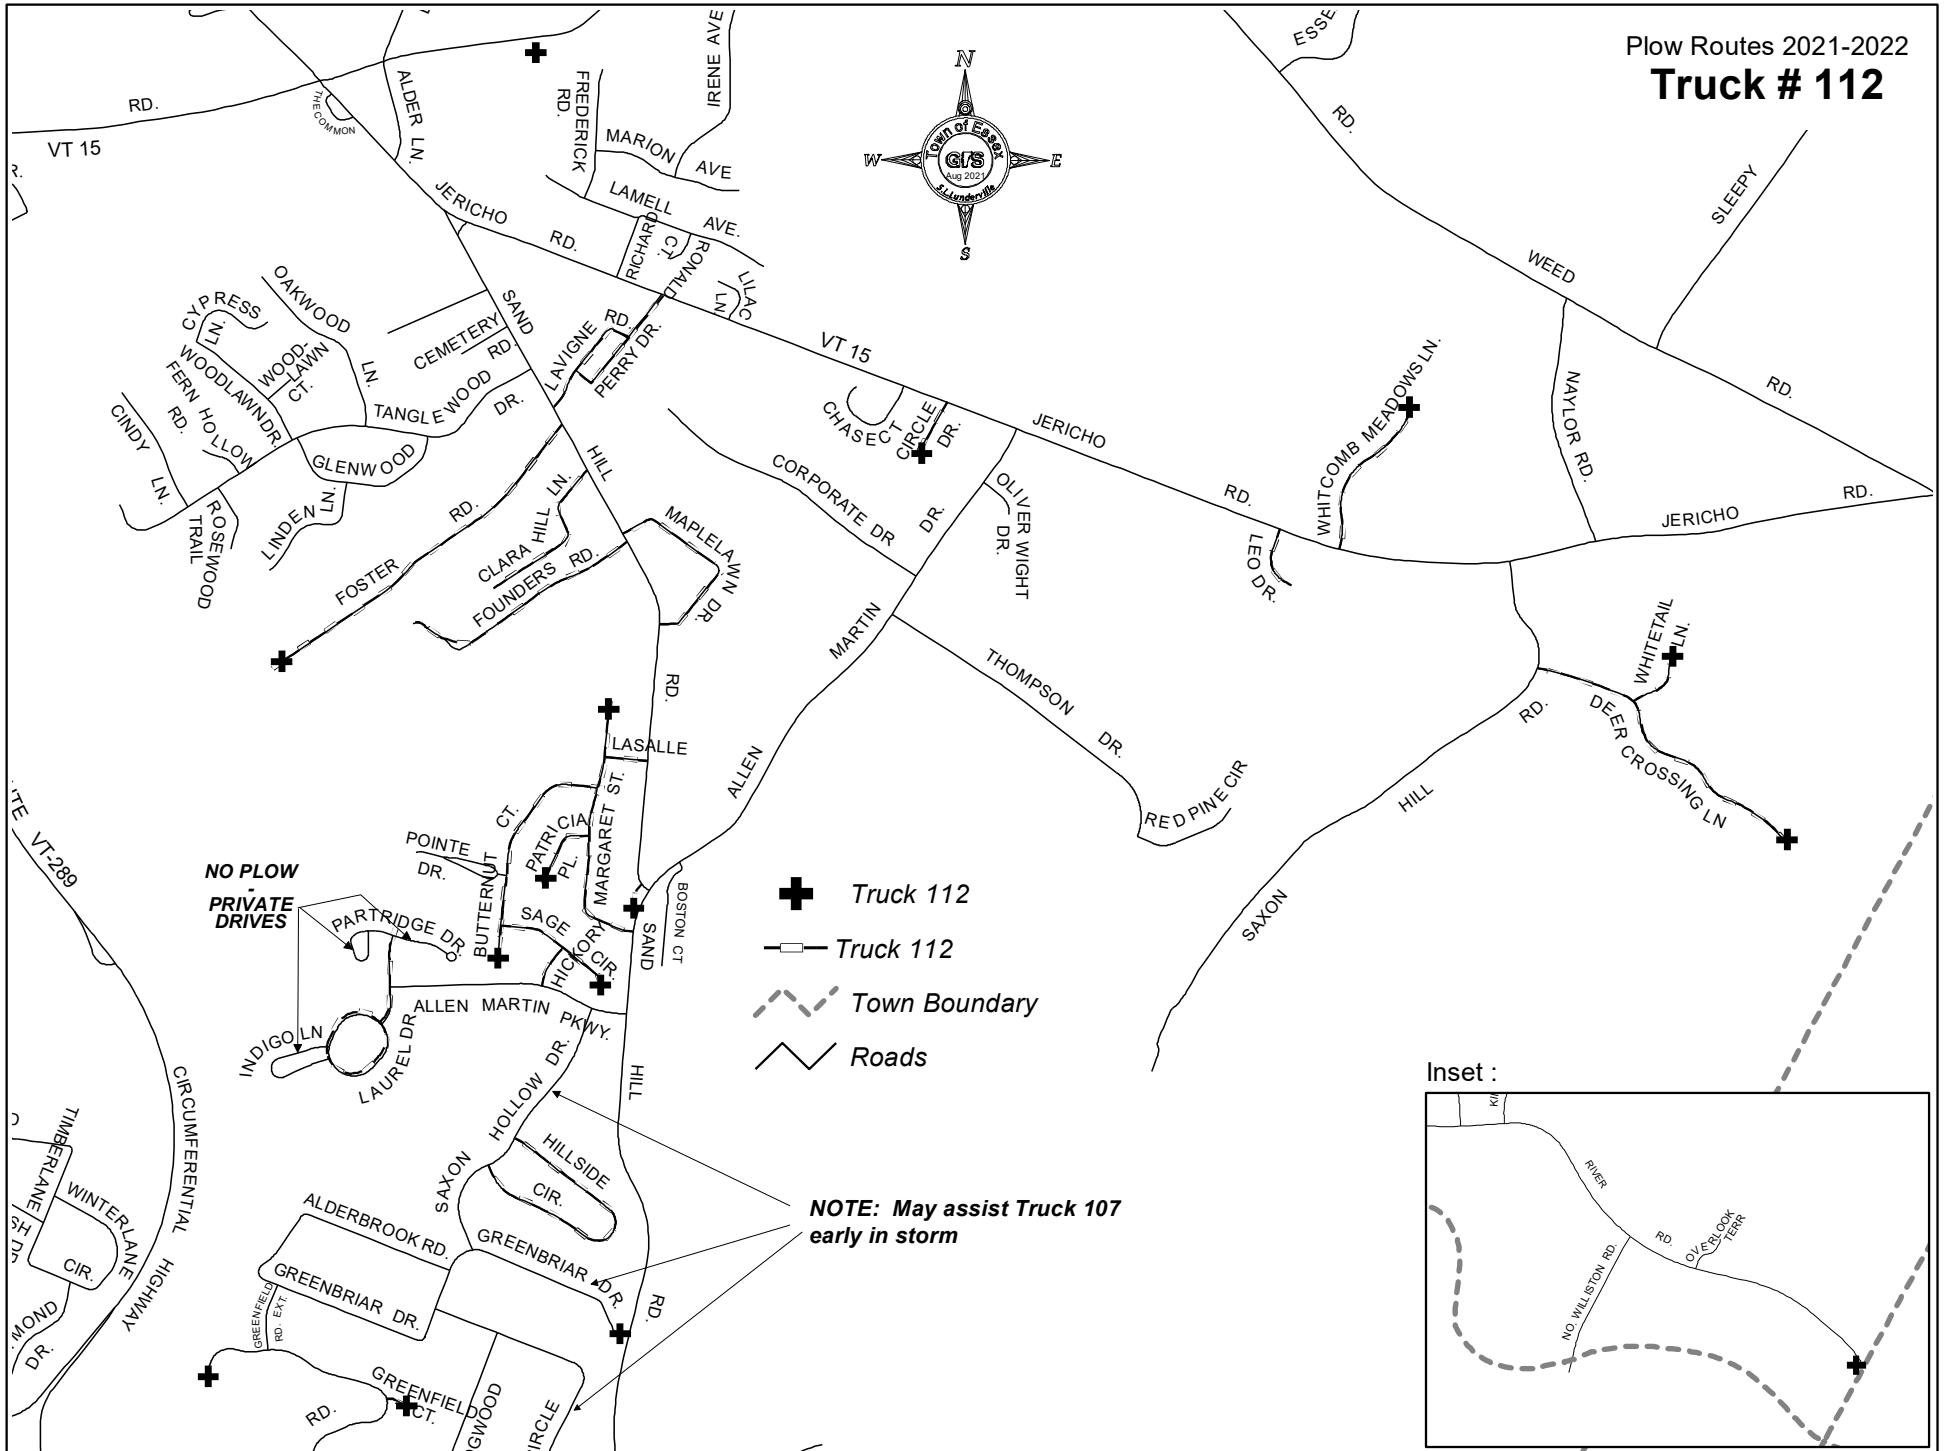 Plow Routes 2021-2022
Truck # 112
N
W
E
S
Town of Essex
GIS
Aug 2021
S.L.Lunderville
RD.
VT 15
THE COMMON
ALDER LN.
FREDERICK
RD.
IRENE AVE
MARION AVE
LAMELL AVE.
JERICHO RD.
RICHARD
CT.
RONALD
LILAC
LN
ESSE
RD.
SLEEPY
WEED
RD.
NAYLOR RD.
JERICHO RD.
OAKWOOD
LN.
CYPRESS
LN.
WOOD-
LAWN
CT.
WOODLAWN DR.
FERN HOLLOW
RD.
CINDY
LN.
TANGLEWOOD
DR.
CEMETERY
RD.
SAND
HILL
RD.
LAVIGNE
RD.
PERRY DR.
GLENWOOD
LINDEN LN.
ROSEWOOD
TRAIL
FOSTER RD.
CLARA HILL LN.
FOUNDERS RD.
MAPLELAWN DR.
VT 15
CHASE CT
CIRCLE
DR.
JERICHO
RD.
CORPORATE DR
OLIVER WIGHT
DR.
ALLEN MARTIN DR.
WHITCOMB MEADOWS LN.
LEO DR.
THOMPSON DR.
RED PINE CIR
WHITETAIL
LN.
DEER CROSSING LN
SAXON HILL RD.
LASALLE
MARGARET ST.
PATRICIA
PL.
BUTTERNUT CT.
POINTE
DR.
SAGE
CIR.
HICKORY
BOSTON CT
SAND
HILL
RD.
NO PLOW
-
PRIVATE
DRIVES
PARTRIDGE DR.
INDIGO LN
LAUREL DR.
ALLEN MARTIN PKWY.
SAXON HOLLOW DR.
HILLSIDE
CIR.
ALDERBROOK RD.
GREENBRIAR DR.
GREENBRIAR DR.
GREENFIELD
RD. EXT.
GREENFIELD
CT.
RD.
GWOOD
IRCLE
VT-289
CIRCUMFERENTIAL HIGHWAY
TIMBERLANE
WINTERLANE
CIR.
MOND
DR.
Truck 112
Truck 112
Town Boundary
Roads
NOTE: May assist Truck 107
early in storm
Inset :
RIVER
RD.
OVERLOOK
TERR
NO. WILLISTON RD.